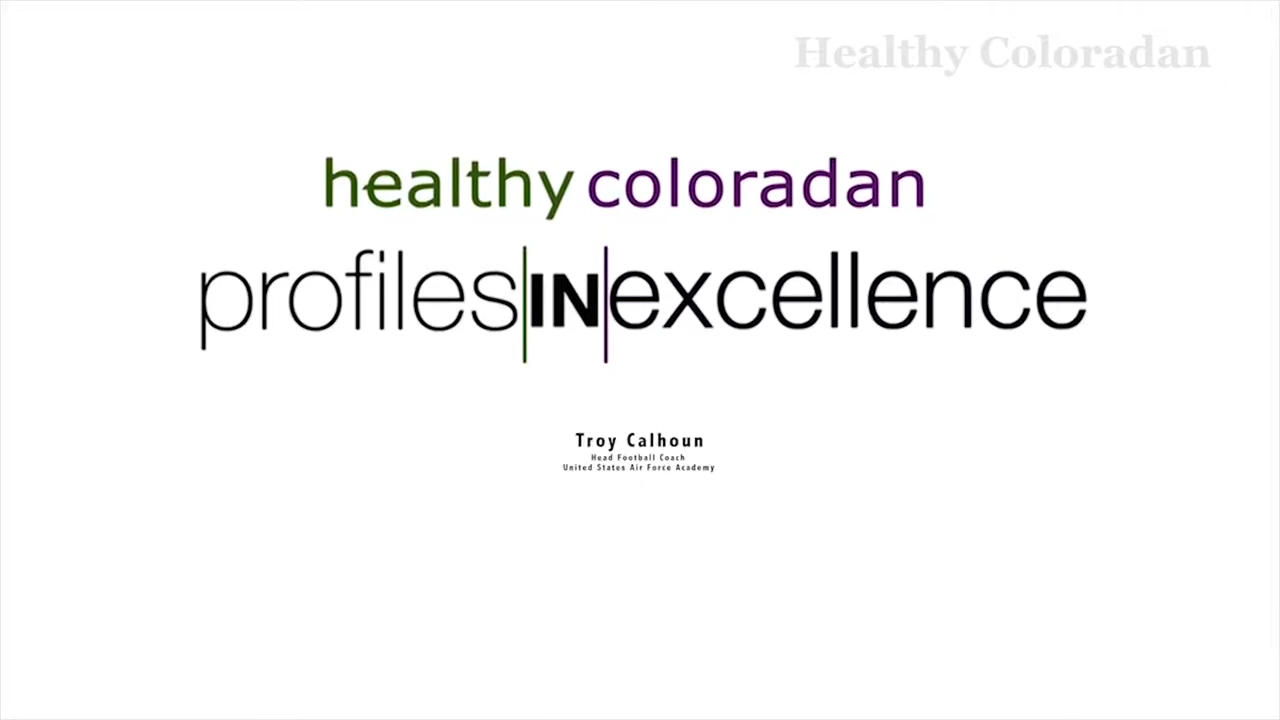 Healthy Coloradan
healthy coloradan
profiles IN excellence
Troy Calhoun
Head Football Coach
United States Air Force Academy